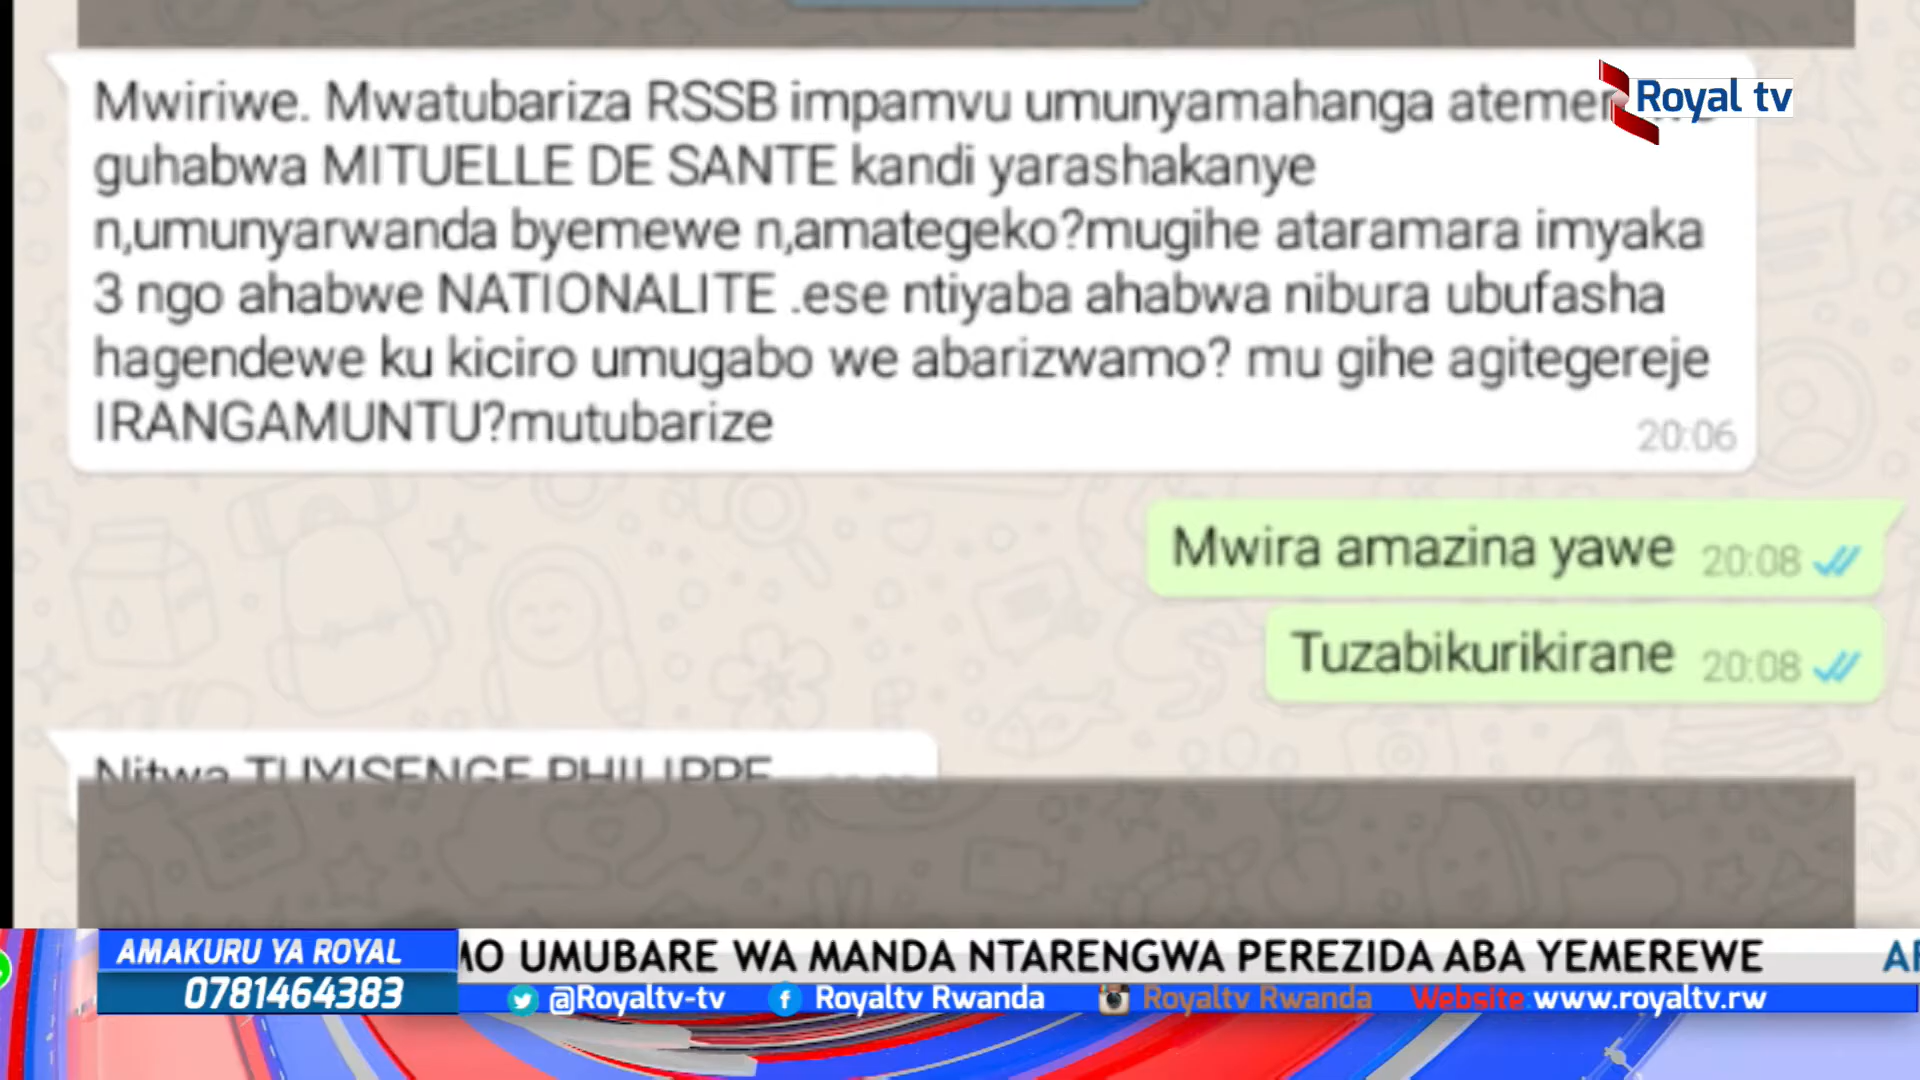 Mwiriwe. Mwatubariza RSSB impamvu umunyamahanga
Royal tv
guhabwa MITUELLE DE SANTE kandi yarashakanye
n,umunyarwanda byemewe n,amategeko?mugihe ataramara imyaka
3 ngo ahabwe NATIONALITE .ese ntiyaba ahabwa nibura ubufasha
hagendewe ku kiciro umugabo we abarizwamo? mu gihe agitegereje
IRANGAMUNTU?mutubarize
20:06
Mwira amazina yawe 20:08
Tuzabikurikirane 20:08
Nitwa TUYISENGE PHILIPPE
AMAKURU YA ROYAL
UMUBARE WA MANDA NTARENGWA PEREZIDA ABA YEMEREWE
0781464383
@Royaltv-tv Royaltv Rwanda Royaltv Rwanda Website www.royaltv.rw